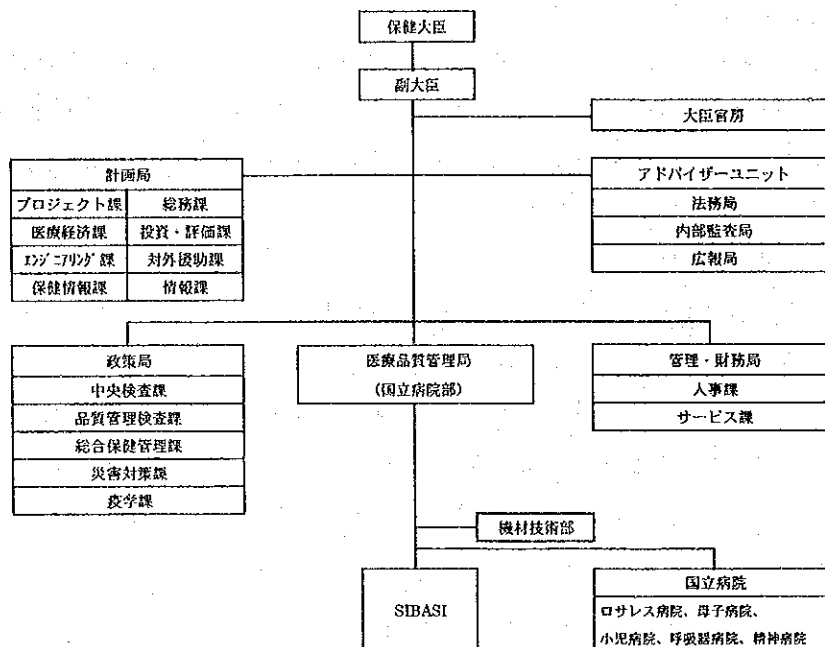 保健大臣
副大臣
大臣官房
計画局
プロジェクト課 総務課
医療経済課 投資・評価課
エンジニアリング課 対外援助課
保健情報課 情報課
アドバイザーユニット
法務局
内部監査局
広報局
政策局
中央検査課
品質管理検査課
総合保健管理課
災害対策課
疫学課
医療品質管理局
(国立病院部)
管理・財務局
人事課
サービス課
機材技術部
SIBASI
国立病院
ロサレス病院、母子病院、
小児病院、呼吸器病院、精神病院